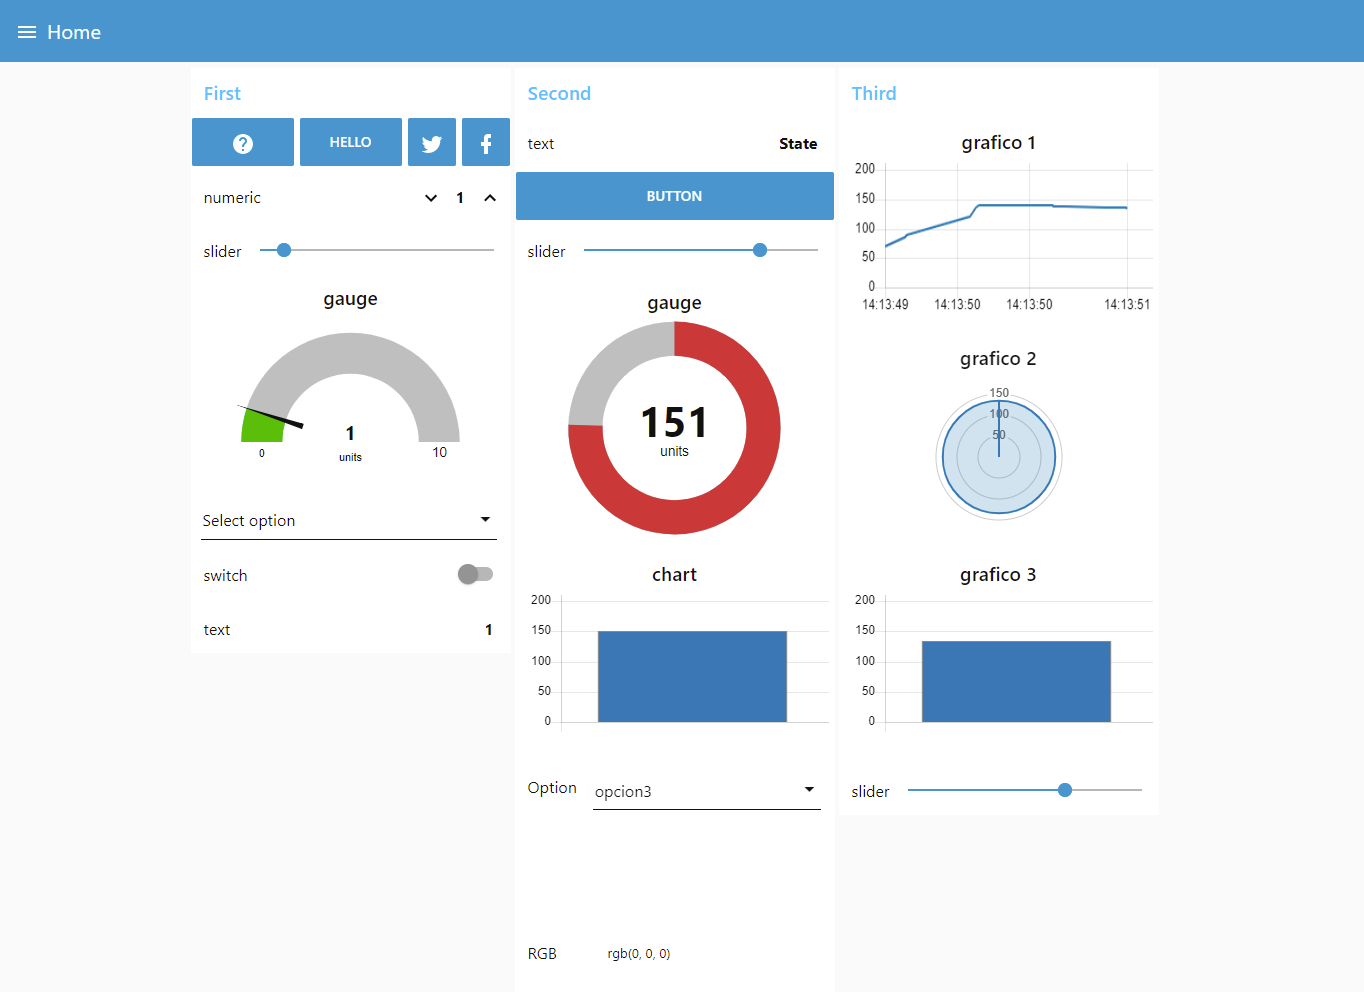 Home
First
HELLO
numeric
1
slider
gauge
1
0
units
10
Select option
switch
text
1
Second
text
State
BUTTON
slider
gauge
151
units
chart
200
150
100
50
0
Option
opcion3
RGB
rgb(0, 0, 0)
Third
grafico 1
200
150
100
50
0
14:13:49
14:13:50
14:13:50
14:13:51
grafico 2
150
100
50
grafico 3
200
150
100
50
0
slider